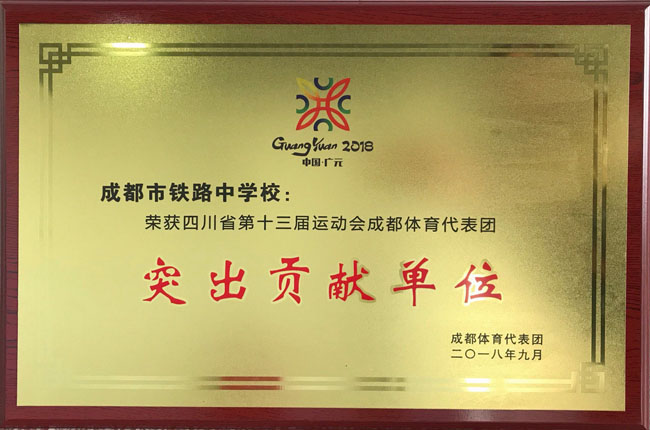 GuangYuan 2018
中国·广元
成都市铁路中学校：
荣获四川省第十三届运动会成都体育代表团
突出贡献单位
成都体育代表团
二〇一八年九月